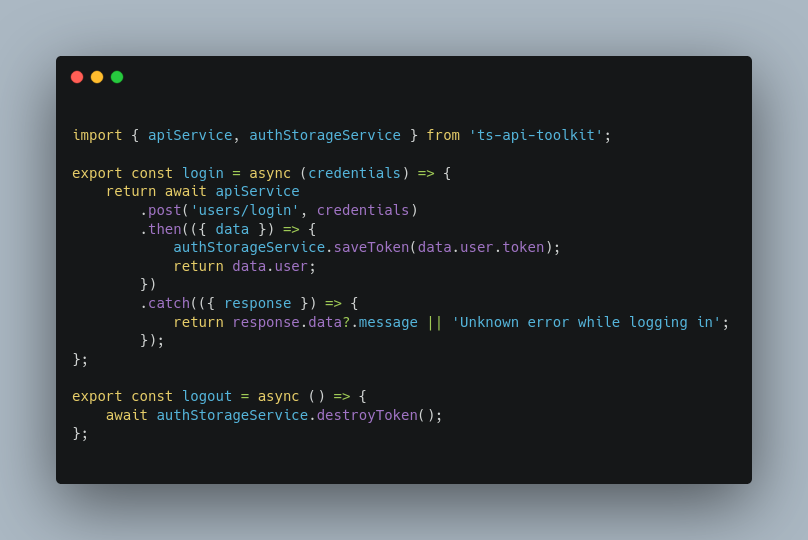 import { apiService, authStorageService } from 'ts-api-toolkit';

export const login = async (credentials) => {
    return await apiService
        .post('users/login', credentials)
        .then(({ data }) => {
            authStorageService.saveToken(data.user.token);
            return data.user;
        })
        .catch(({ response }) => {
            return response.data?.message || 'Unknown error while logging in';
        });
};

export const logout = async () => {
    await authStorageService.destroyToken();
};